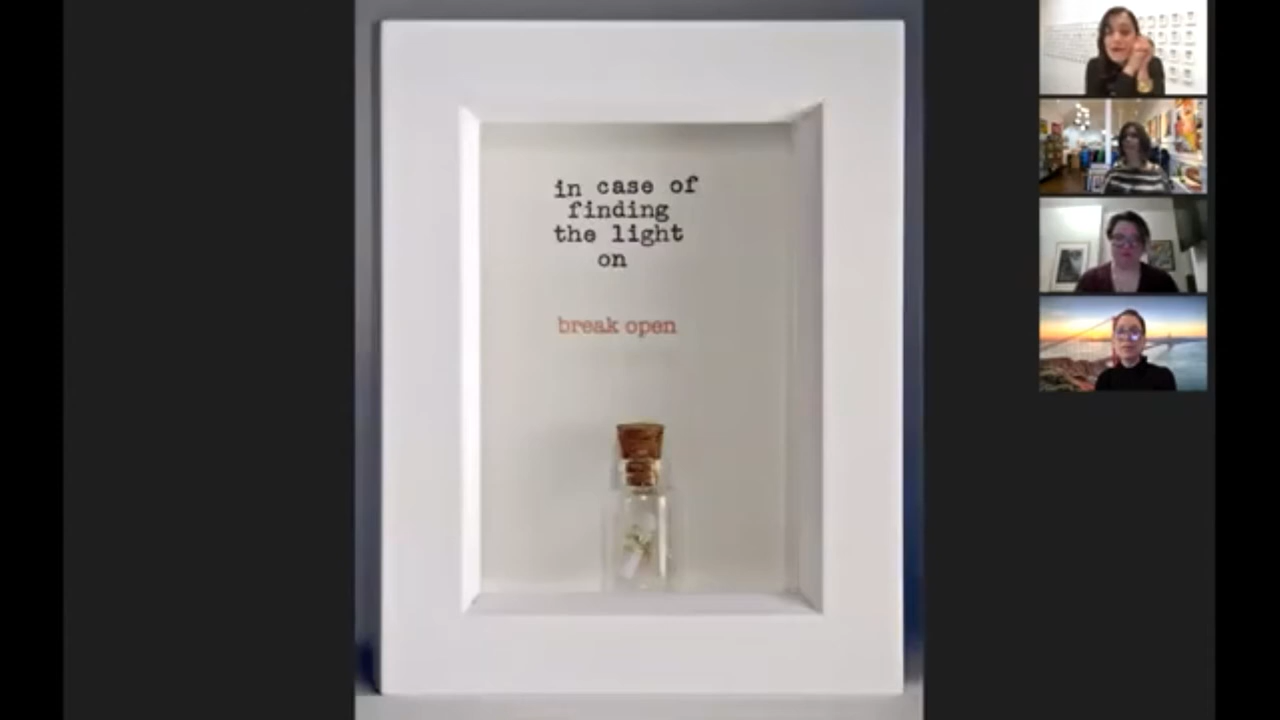 in case of
finding
the light
on
break open